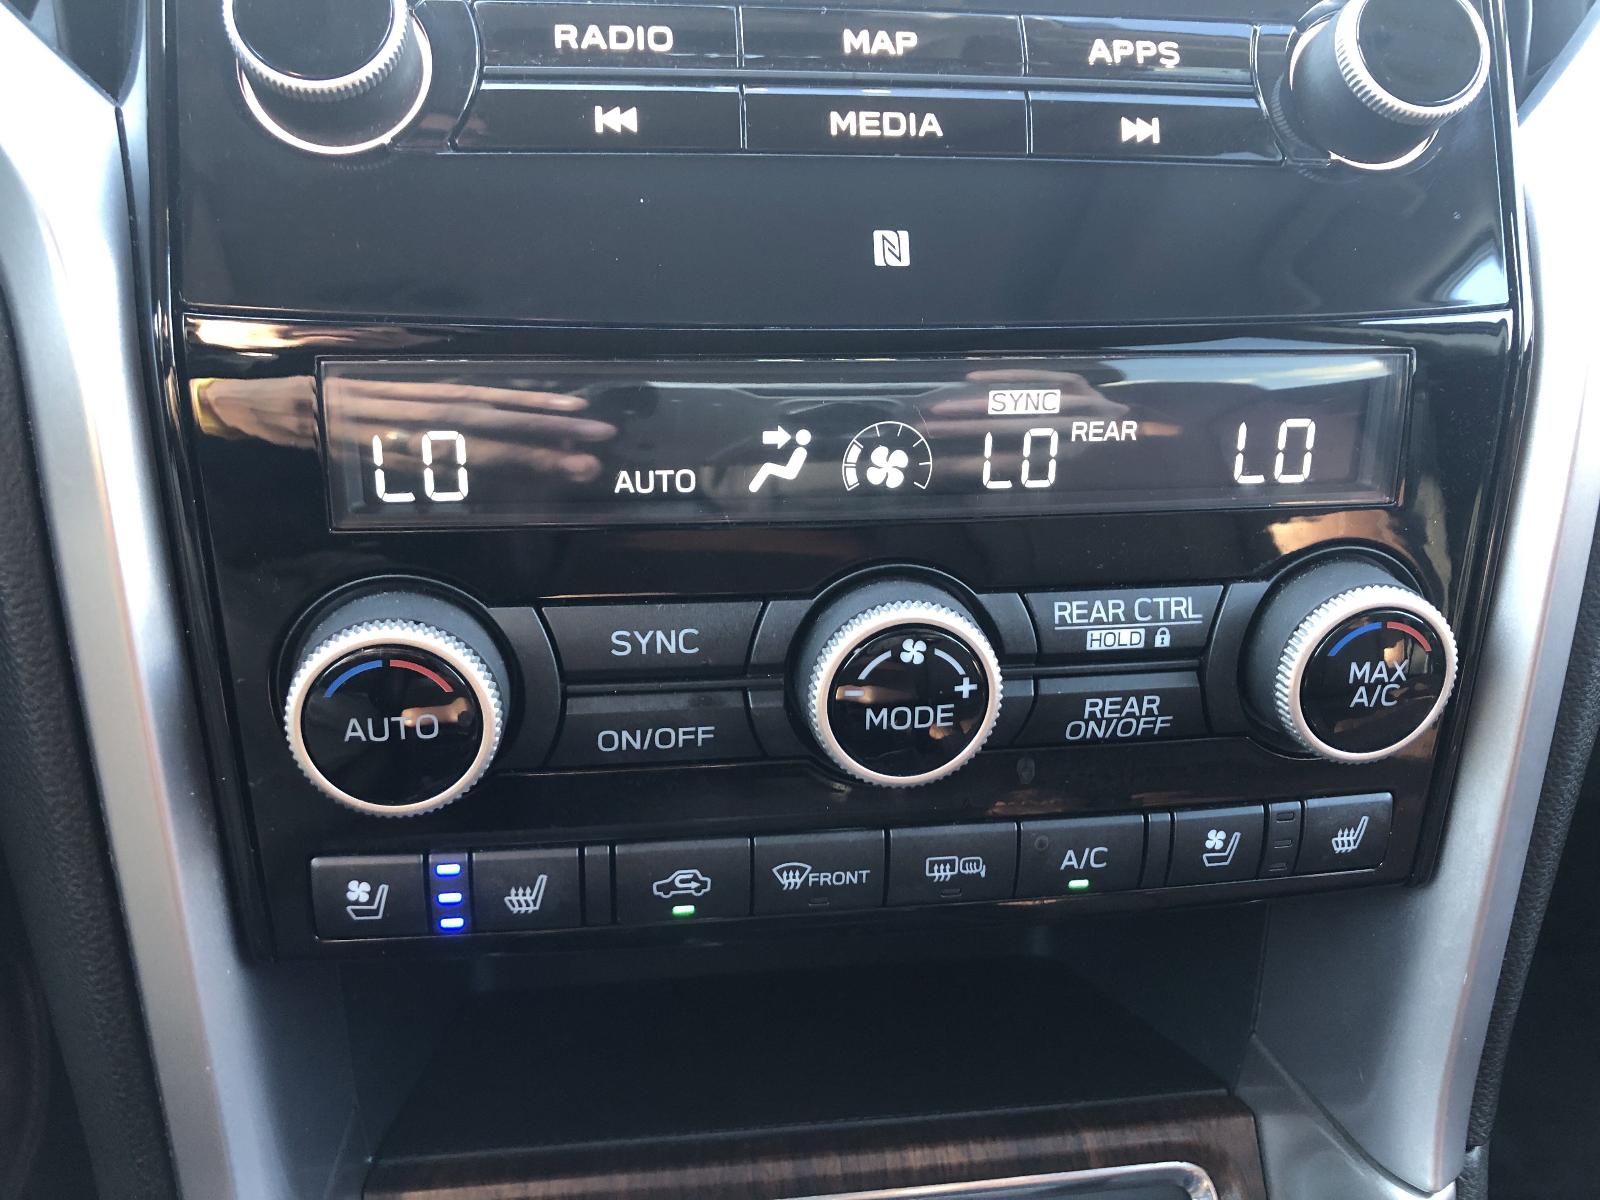 RADIO MAP APPS
MEDIA
N
SYNC
LO AUTO LO REAR LO
SYNC
REAR CTRL
HOLD
AUTO
ON/OFF
MODE
REAR
ON/OFF
MAX
A/C
FRONT
A/C